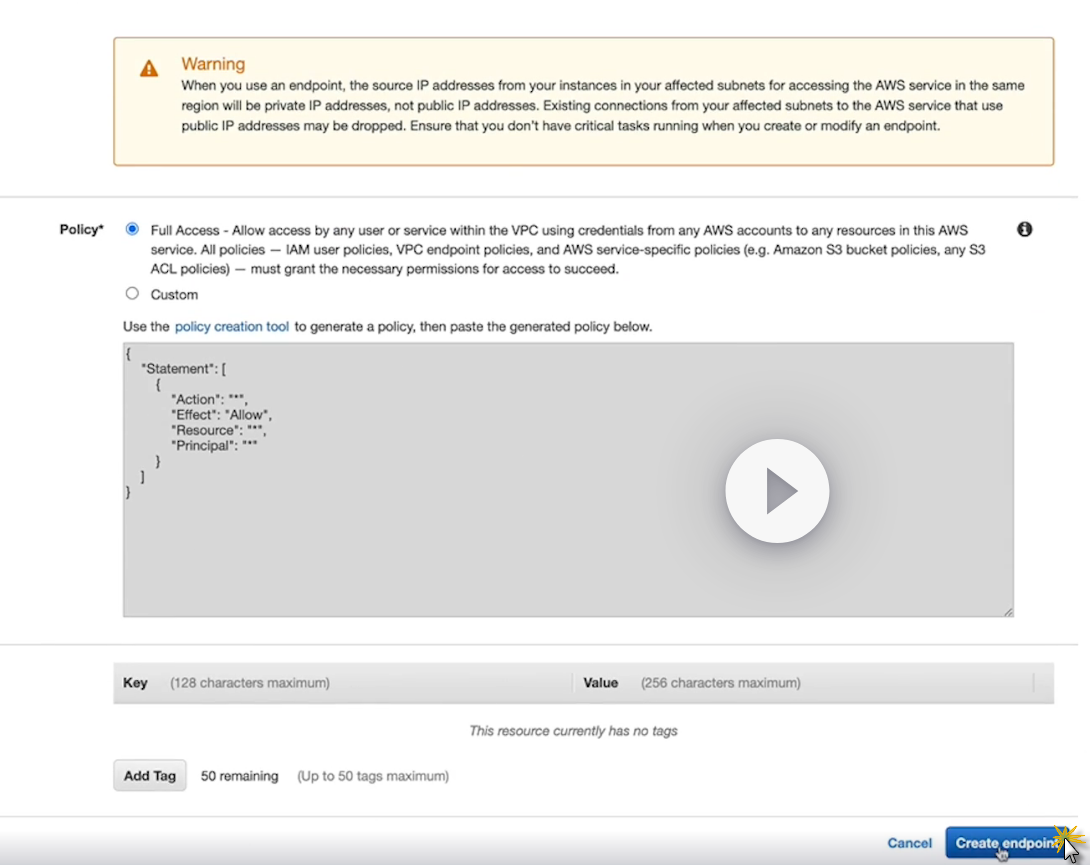 Warning
When you use an endpoint, the source IP addresses from your instances in your affected subnets for accessing the AWS service in the same
region will be private IP addresses, not public IP addresses. Existing connections from your affected subnets to the AWS service that use
public IP addresses may be dropped. Ensure that you don't have critical tasks running when you create or modify an endpoint.
Policy*
Full Access - Allow access by any user or service within the VPC using credentials from any AWS accounts to any resources in this AWS
service. All policies — IAM user policies, VPC endpoint policies, and AWS service-specific policies (e.g. Amazon S3 bucket policies, any S3
ACL policies) — must grant the necessary permissions for access to succeed.
Custom
Use the policy creation tool to generate a policy, then paste the generated policy below.
{
"Statement": [
{
"Action": "*",
"Effect": "Allow",
"Resource": "*",
"Principal": "*"
}
]
}
Key (128 characters maximum) Value (256 characters maximum)
This resource currently has no tags
Add Tag 50 remaining (Up to 50 tags maximum)
Cancel Create endpoint